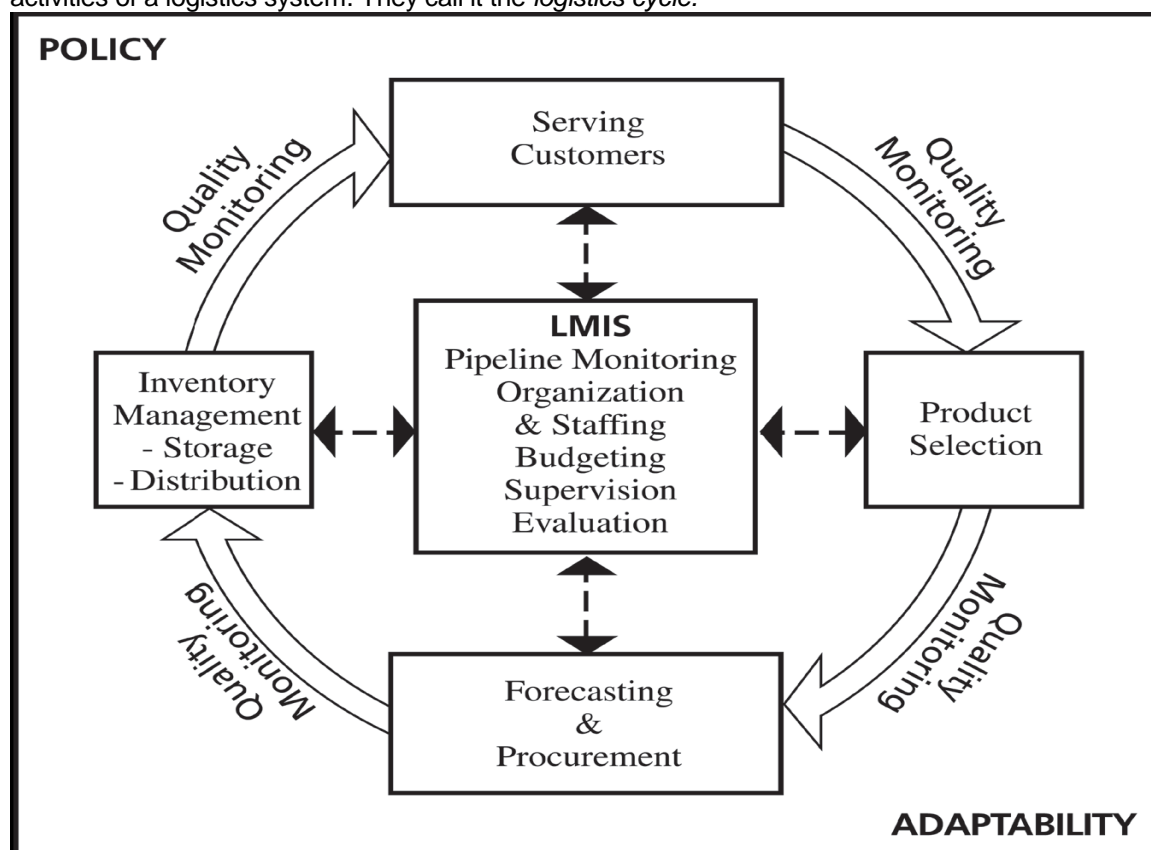 activities of a logistics system. They call it the logistics cycle.
POLICY
Serving
Customers
Quality
Monitoring
Quality
Monitoring
LMIS
Pipeline Monitoring
Organization
& Staffing
Budgeting
Supervision
Evaluation
Inventory
Management
- Storage
- Distribution
Product
Selection
Quality
Monitoring
Quality
Monitoring
Forecasting
&
Procurement
ADAPTABILITY